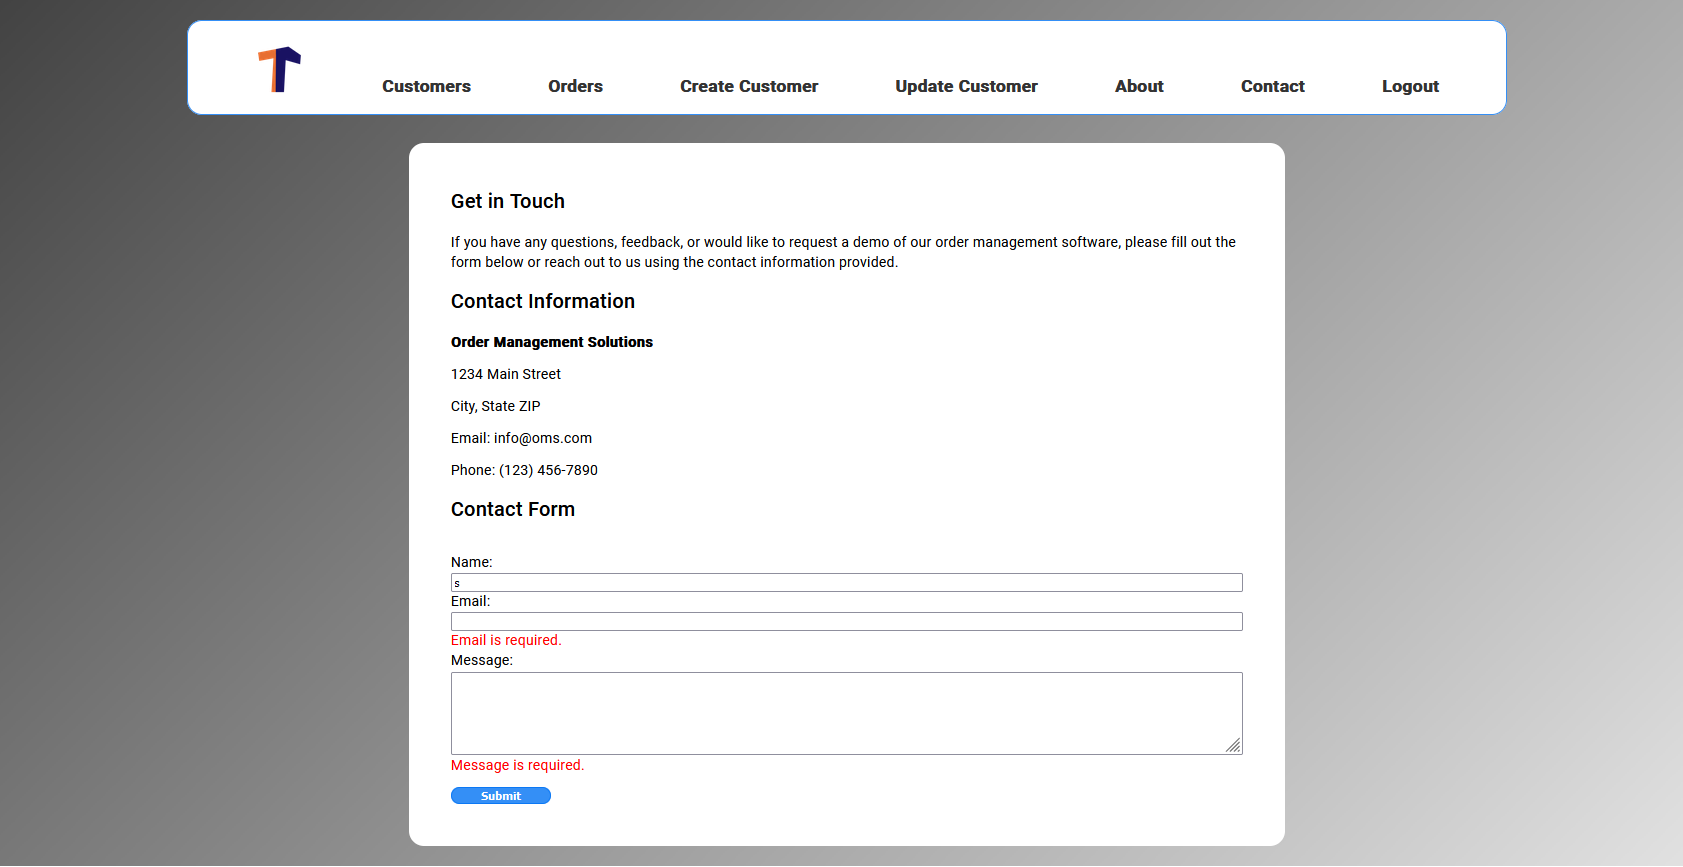 Customers Orders Create Customer Update Customer About Contact Logout
Get in Touch
If you have any questions, feedback, or would like to request a demo of our order management software, please fill out the
form below or reach out to us using the contact information provided.
Contact Information
Order Management Solutions
1234 Main Street
City, State ZIP
Email: info@oms.com
Phone: (123) 456-7890
Contact Form
Name:
s
Email:
Email is required.
Message:
Message is required.
Submit